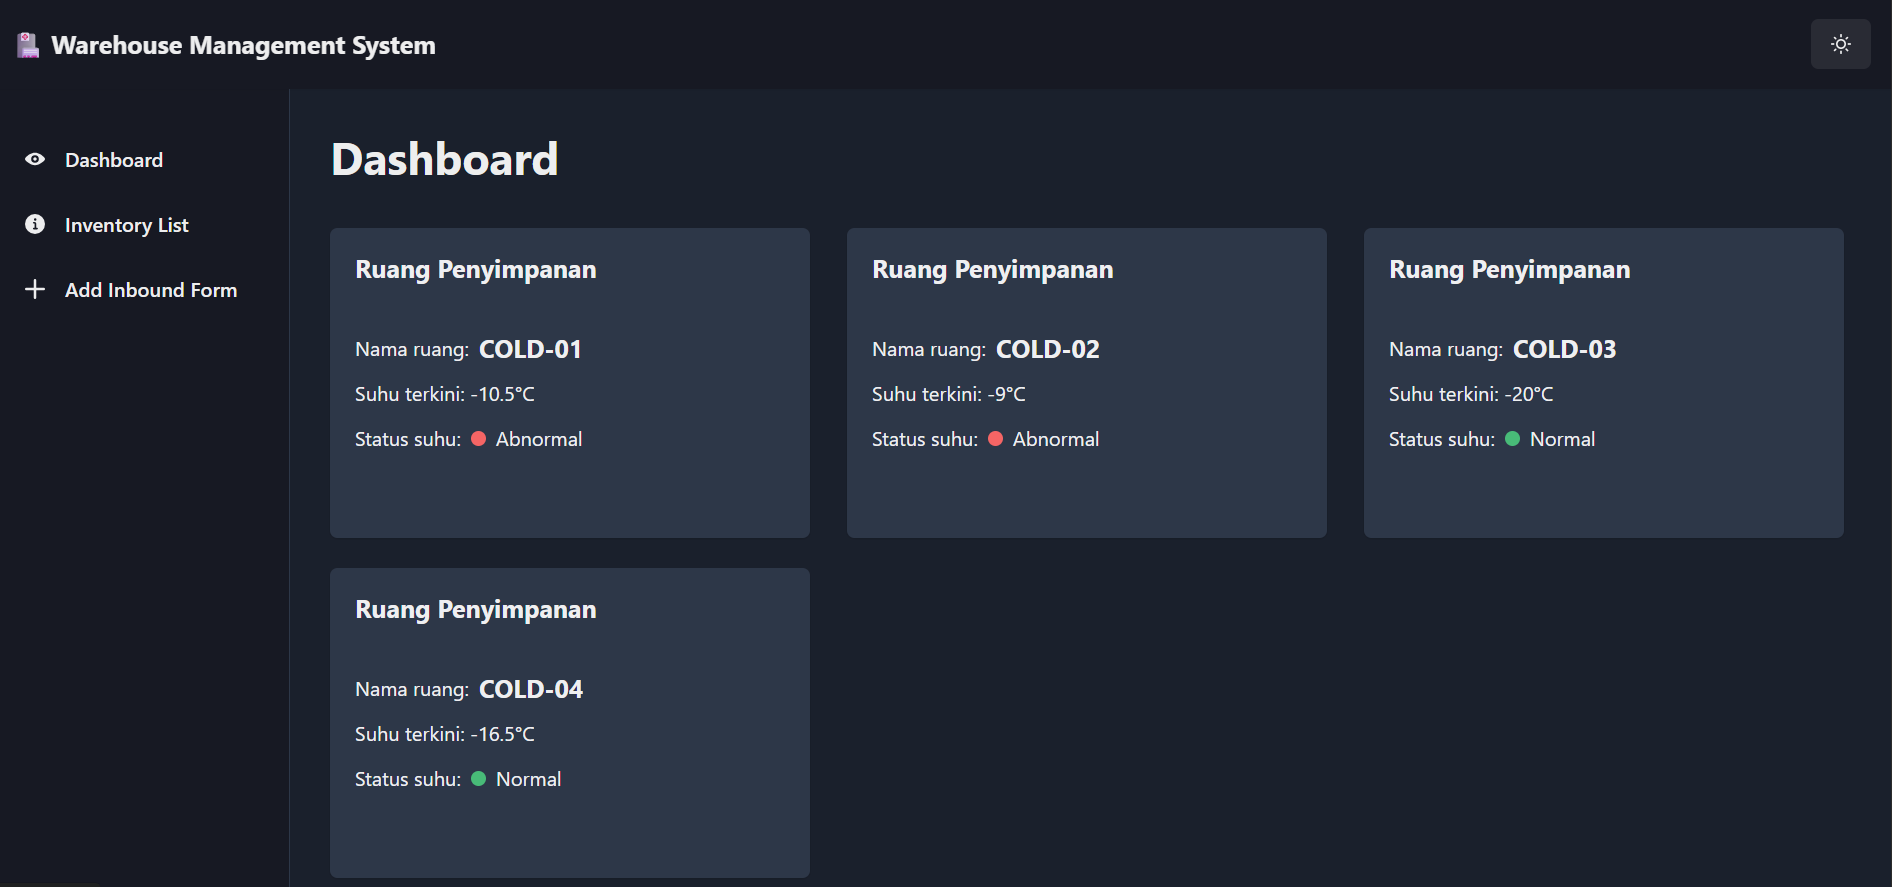 Warehouse Management System
Dashboard
Inventory List
Add Inbound Form
Dashboard
Ruang Penyimpanan
Nama ruang: COLD-01
Suhu terkini: -10.5°C
Status suhu: Abnormal
Ruang Penyimpanan
Nama ruang: COLD-02
Suhu terkini: -9°C
Status suhu: Abnormal
Ruang Penyimpanan
Nama ruang: COLD-03
Suhu terkini: -20°C
Status suhu: Normal
Ruang Penyimpanan
Nama ruang: COLD-04
Suhu terkini: -16.5°C
Status suhu: Normal